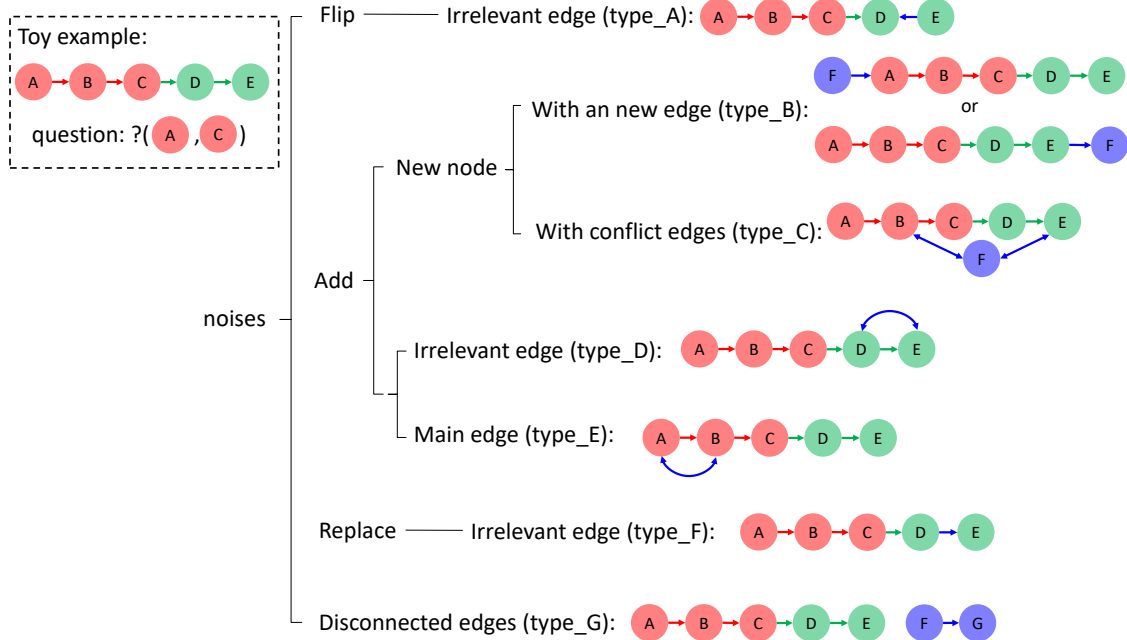 Toy example:
A B C D E
question: ?( A , C )
noises
Flip
Irrelevant edge (type_A):
A B C D E
Add
New node
With an new edge (type_B):
F A B C D E
or
A B C D E F
With conflict edges (type_C):
A B C D E
F
Irrelevant edge (type_D):
A B C D E
Main edge (type_E):
A B C D E
Replace
Irrelevant edge (type_F):
A B C D E
Disconnected edges (type_G):
A B C D E F G